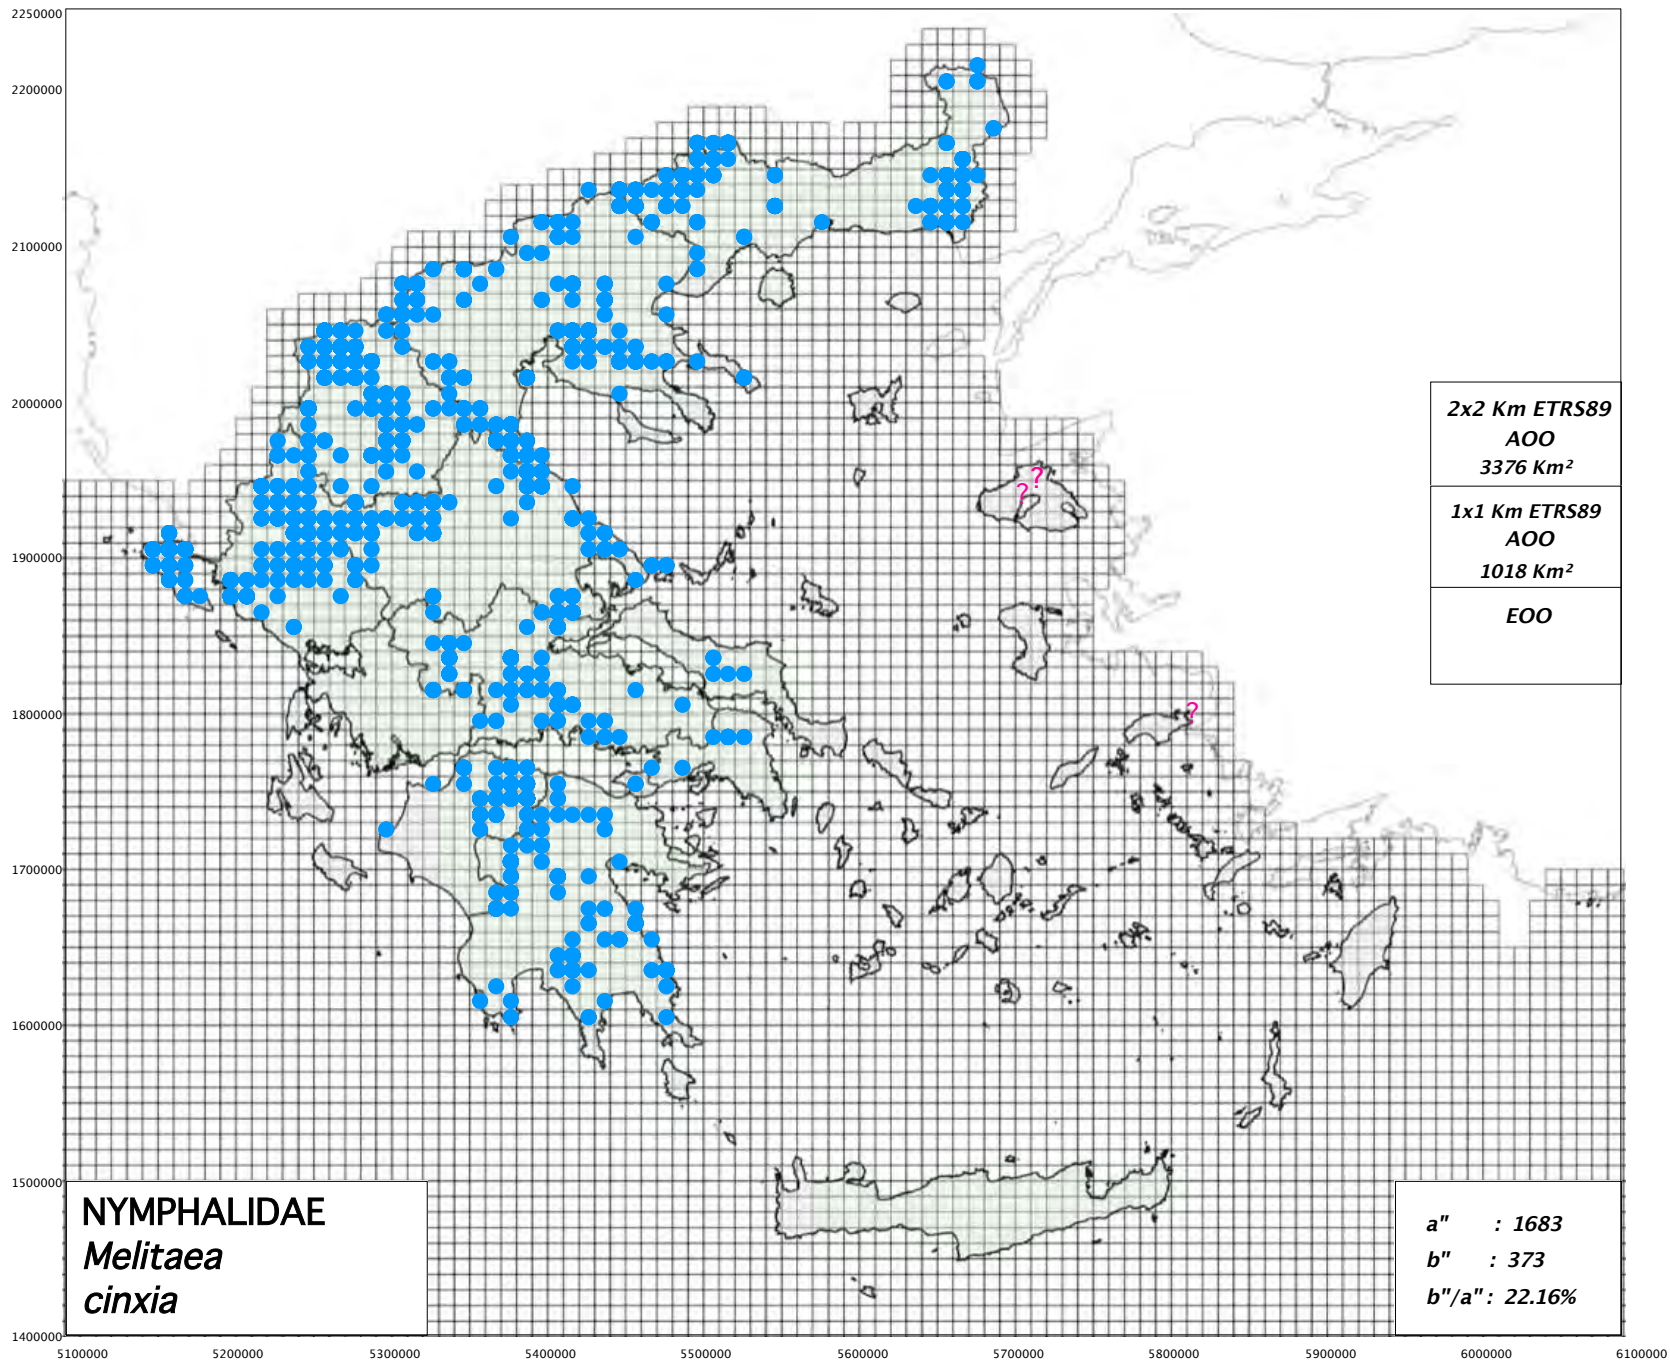 2250000
2200000
2100000
2000000
1900000
1800000
1700000
1600000
1500000
1400000
5100000 5200000 5300000 5400000 5500000 5600000 5700000 5800000 5900000 6000000 6100000
?
?
?
2x2 Km ETRS89
AOO
3376 Km²
1x1 Km ETRS89
AOO
1018 Km²
EOO
NYMPHALIDAE
Melitaea
cinxia
a" : 1683
b" : 373
b"/a" : 22.16%